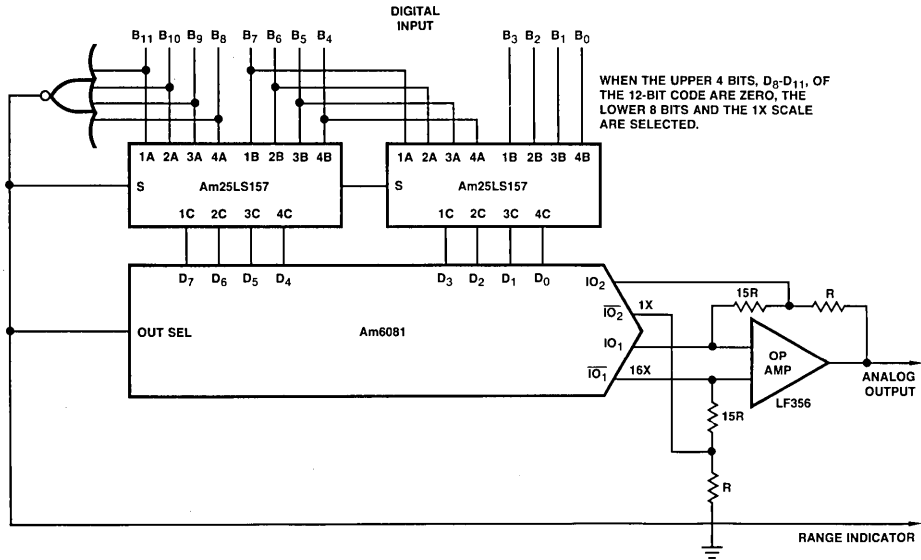 DIGITAL
INPUT
B11 B10 B9 B8 B7 B6 B5 B4 B3 B2 B1 B0
WHEN THE UPPER 4 BITS, D8-D11, OF
THE 12-BIT CODE ARE ZERO, THE
LOWER 8 BITS AND THE 1X SCALE
ARE SELECTED.
1A 2A 3A 4A 1B 2B 3B 4B
S Am25LS157
1C 2C 3C 4C
1A 2A 3A 4A 1B 2B 3B 4B
S Am25LS157
1C 2C 3C 4C
D7 D6 D5 D4 D3 D2 D1 D0
OUT SEL
Am6081
IO2
IO2 1X
IO1
IO1 16X
15R
R
OP
AMP
LF356
ANALOG
OUTPUT
15R
R
RANGE INDICATOR